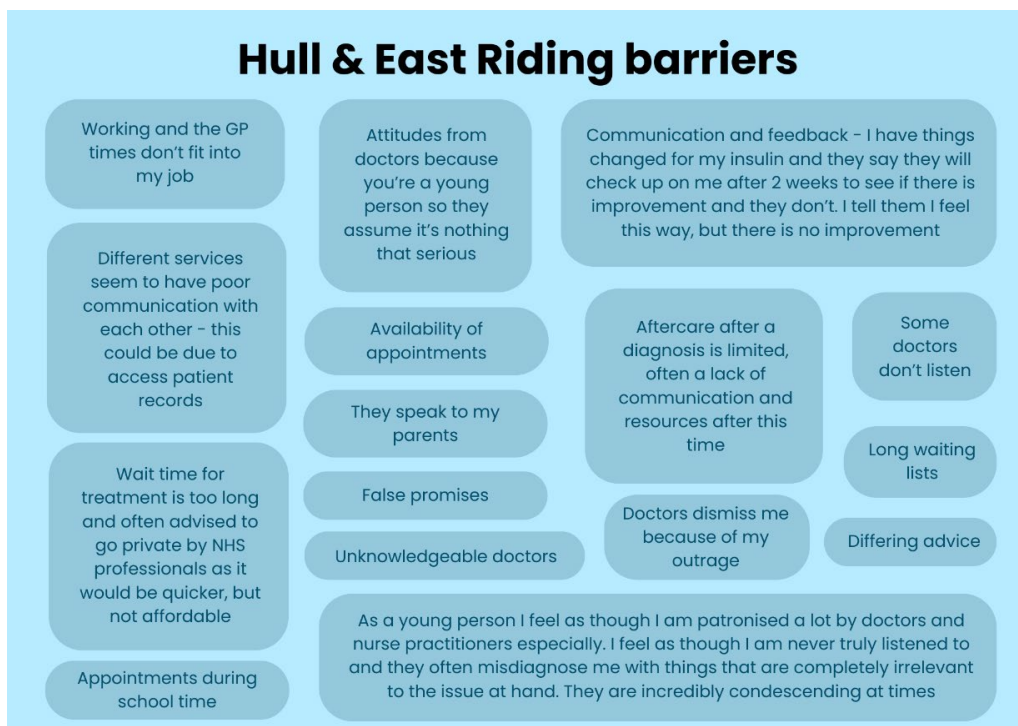 Hull & East Riding barriers
Working and the GP
times don't fit into
my job
Different services
seem to have poor
communication with
each other - this
could be due to
access patient
records
Wait time for
treatment is too long
and often advised to
go private by NHS
professionals as it
would be quicker, but
not affordable
Appointments during
school time
Attitudes from
doctors because
you're a young
person so they
assume it's nothing
that serious
Availability of
appointments
They speak to my
parents
False promises
Unknowledgeable doctors
Communication and feedback - I have things
changed for my insulin and they say they will
check up on me after 2 weeks to see if there is
improvement and they don't. I tell them I feel
this way, but there is no improvement
Aftercare after a
diagnosis is limited,
often a lack of
communication and
resources after this
time
Some
doctors
don't listen
Long waiting
lists
Doctors dismiss me
because of my
outrage
Differing advice
As a young person I feel as though I am patronised a lot by doctors and
nurse practitioners especially. I feel as though I am never truly listened to
and they often misdiagnose me with things that are completely irrelevant
to the issue at hand. They are incredibly condescending at times